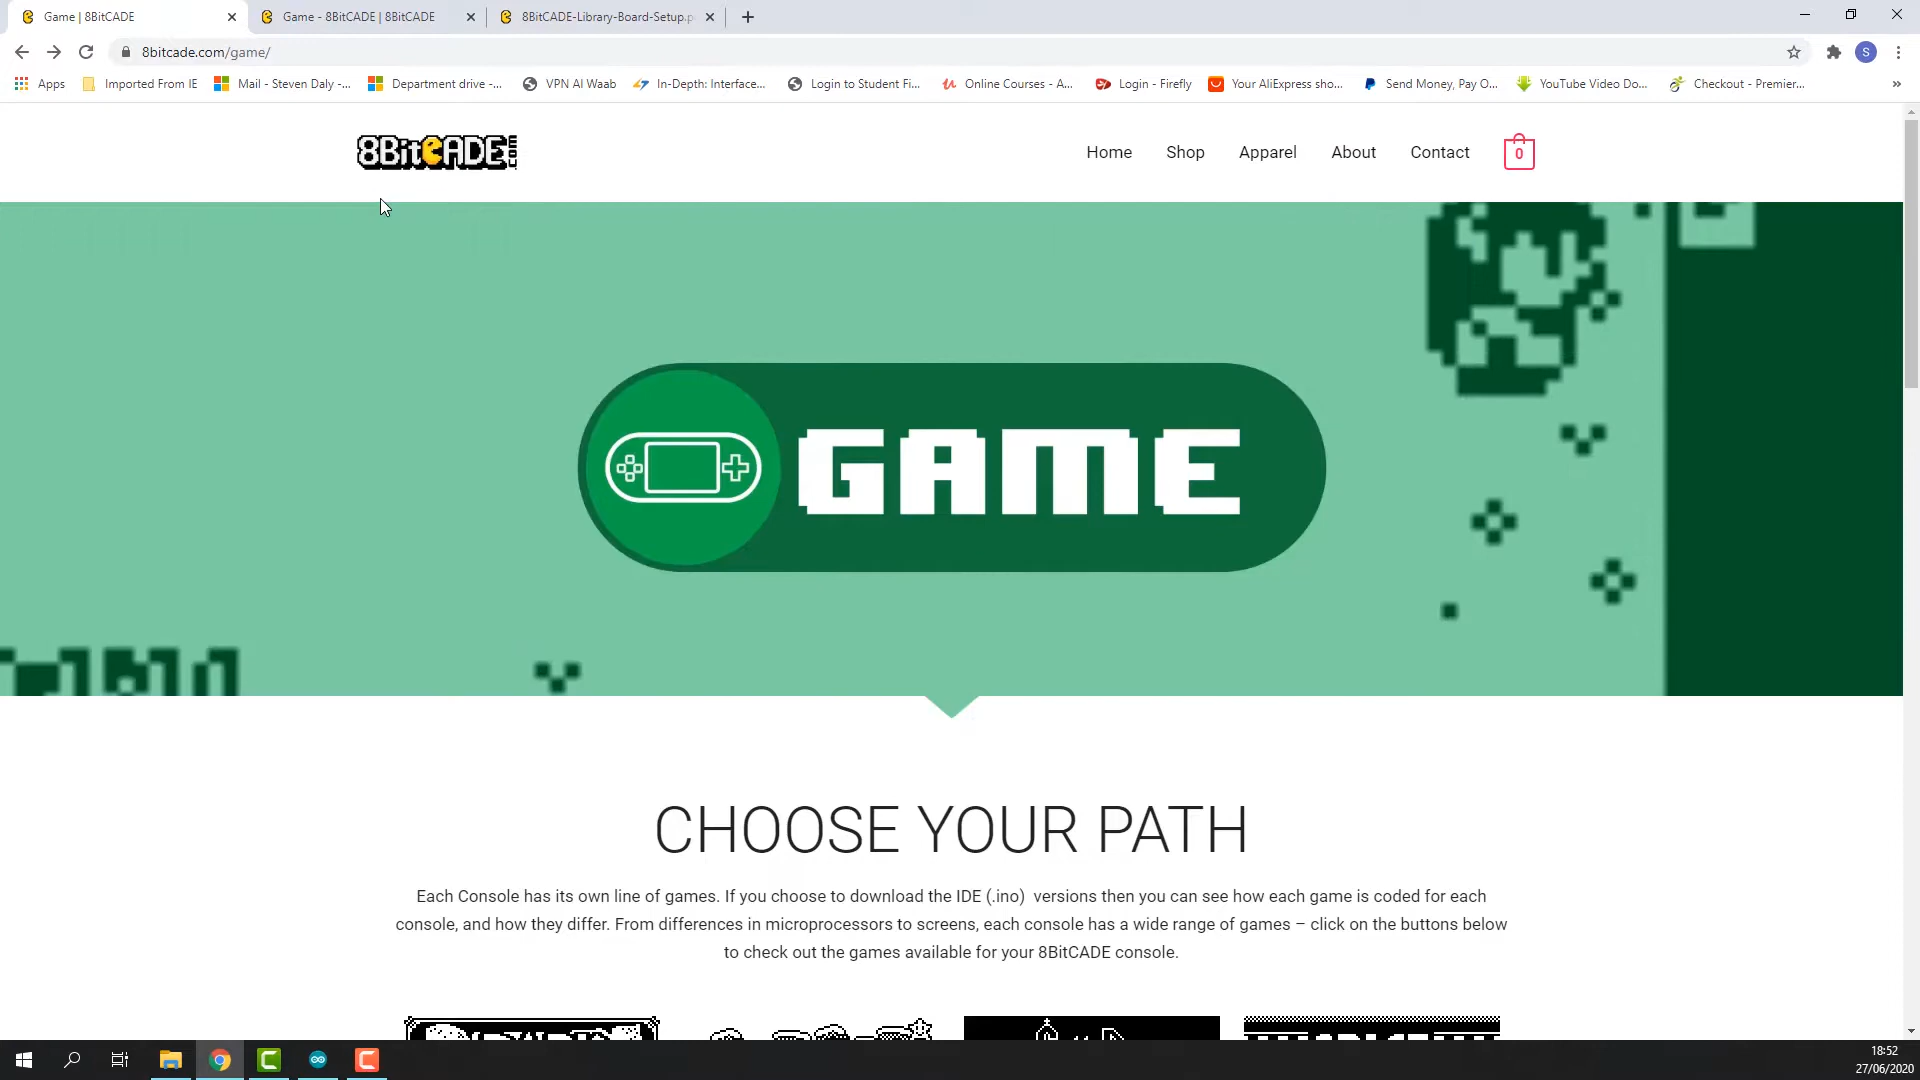 Game | 8BitCADE
Game - 8BitCADE | 8BitCADE
8BitCADE-Library-Board-Setup.p
8bitcade.com/game/
S
Apps
Imported From IE
Mail - Steven Daly -...
Department drive -...
VPN Al Waab
In-Depth: Interface...
Login to Student Fi...
Online Courses - A...
Login - Firefly
Your AliExpress sho...
Send Money, Pay O...
YouTube Video Do...
Checkout - Premier...
»
8BitCADE.com
Home
Shop
Apparel
About
Contact
0
GAME
CHOOSE YOUR PATH
Each Console has its own line of games. If you choose to download the IDE (.ino) versions then you can see how each game is coded for each
console, and how they differ. From differences in microprocessors to screens, each console has a wide range of games – click on the buttons below
to check out the games available for your 8BitCADE console.
18:52
27/06/2020